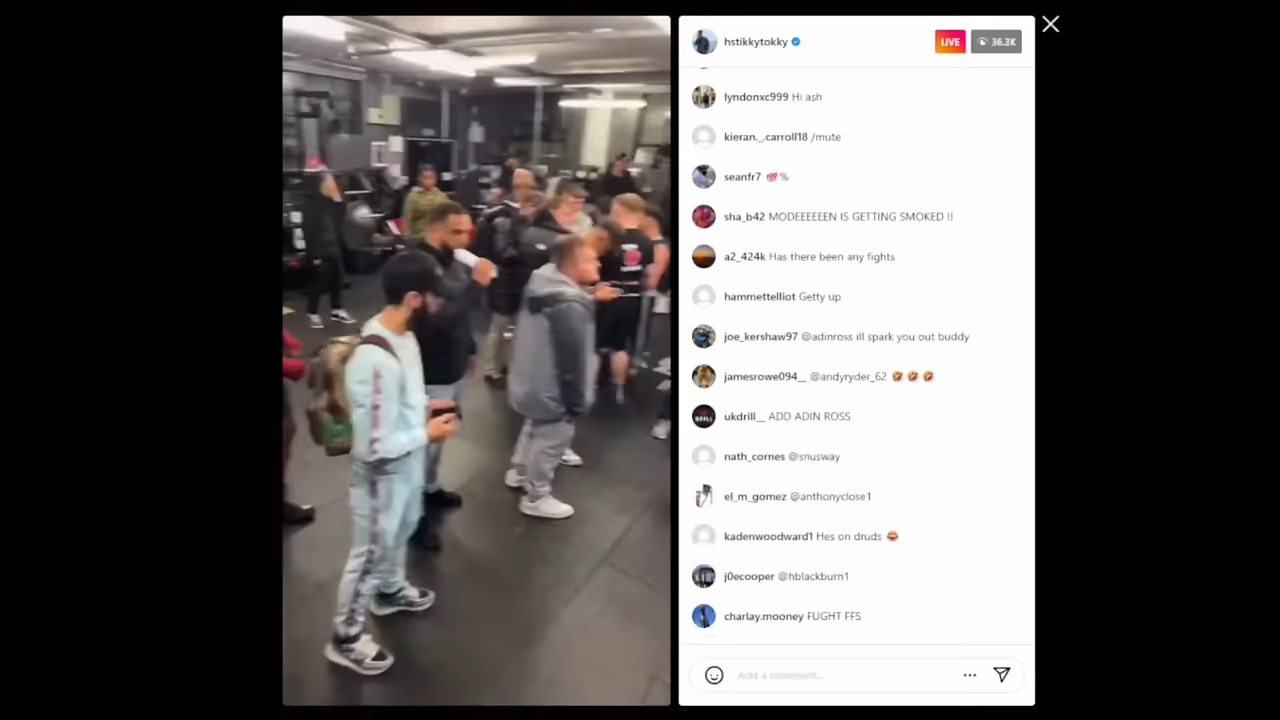 hstikkytokky
LIVE
36.3K
lyndonxc999 Hi ash
kieran._.carroll18 /mute
seanfr7 💯%
sha_b42 MODEEEEEEN IS GETTING SMOKED !!
a2_424k Has there been any fights
hammettelliot Getty up
joe_kershaw97 @adinross ill spark you out buddy
jamesrowe094__ @andyryder_62 🤣🤣🤣
ukdrill__ ADD ADIN ROSS
nath_cornes @snusway
el_m_gomez @anthonyclose1
kadenwoodward1 Hes on druds 😂
j0ecooper @hblackburn1
charlay.mooney FUGHT FFS
Add a comment...